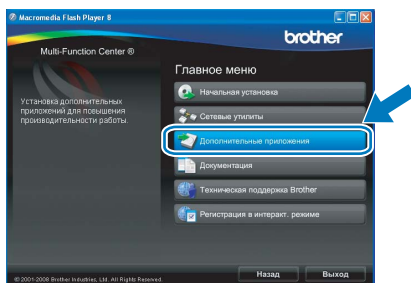 Macromedia Flash Player 8
brother
Multi-Function Center ®
Главное меню
Установка дополнительных
приложений для повышения
производительности работы.
Начальная установка
Сетевые утилиты
Дополнительные приложения
Документация
Техническая поддержка Brother
Регистрация в интеракт. режиме
Назад
Выход
© 2001-2008 Brother Industries, Ltd. All Rights Reserved.